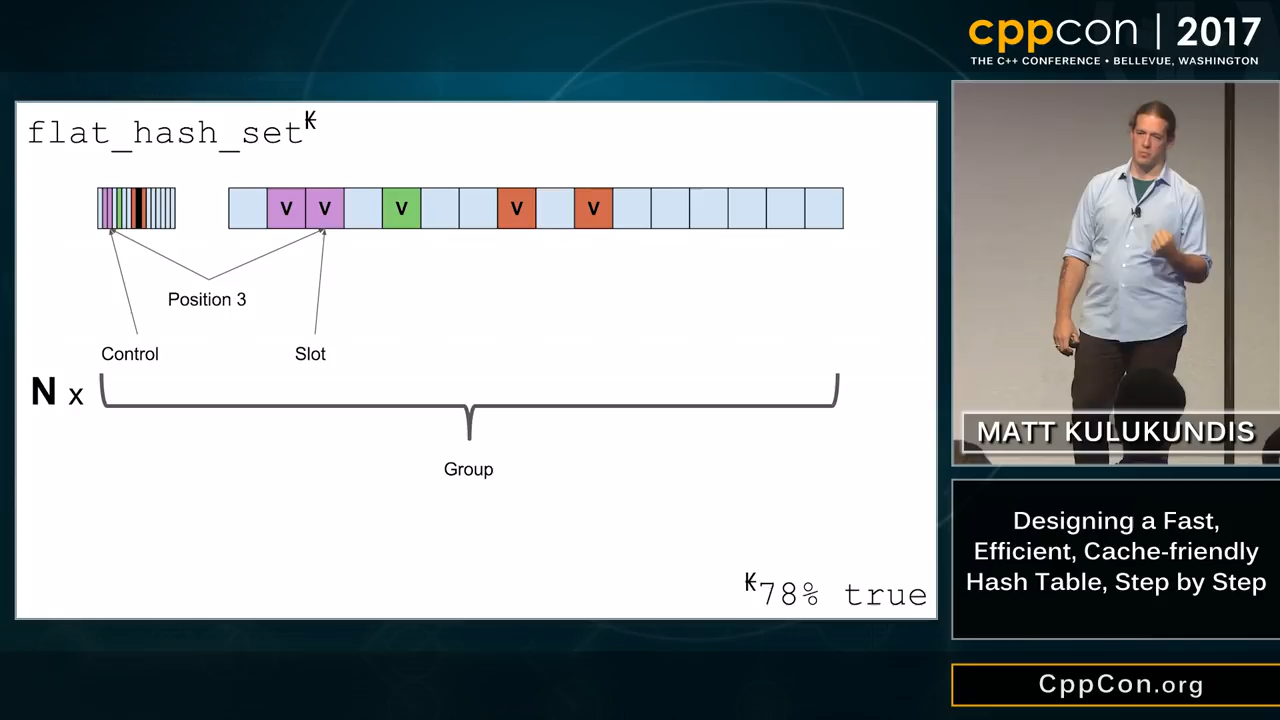 cppcon | 2017
THE C++ CONFERENCE • BELLEVUE, WASHINGTON
flat_hash_set₭
V V V V V
Position 3
Control Slot
N x
Group
₭78% true
MATT KULUKUNDIS
Designing a Fast,
Efficient, Cache-friendly
Hash Table, Step by Step
CppCon.org